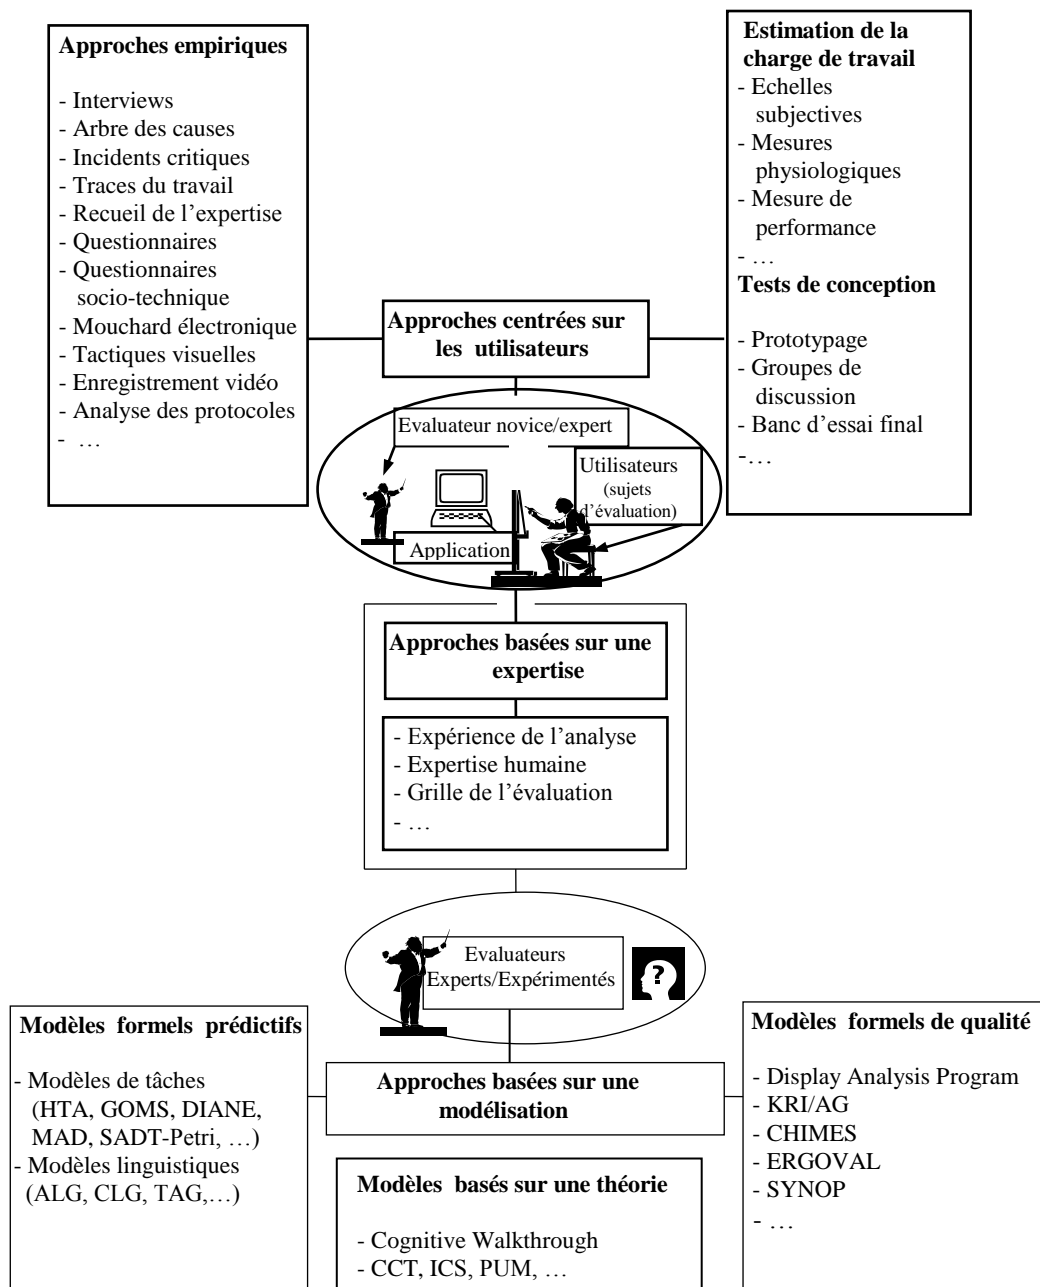 Approches empiriques
- Interviews
- Arbre des causes
- Incidents critiques
- Traces du travail
- Recueil de l’expertise
- Questionnaires
- Questionnaires
socio-technique
- Mouchard électronique
- Tactiques visuelles
- Enregistrement vidéo
- Analyse des protocoles
- …
Estimation de la
charge de travail
- Echelles
subjectives
- Mesures
physiologiques
- Mesure de
performance
- …
Tests de conception
- Prototypage
- Groupes de
discussion
- Banc d’essai final
-…
Approches centrées sur
les utilisateurs
Evaluateur novice/expert
Utilisateurs
(sujets
d’évaluation)
Application
Approches basées sur une
expertise
- Expérience de l’analyse
- Expertise humaine
- Grille de l’évaluation
- …
Evaluateurs
Experts/Expérimentés
?
Modèles formels prédictifs
- Modèles de tâches
(HTA, GOMS, DIANE,
MAD, SADT-Petri, …)
- Modèles linguistiques
(ALG, CLG, TAG,…)
Approches basées sur une
modélisation
Modèles formels de qualité
- Display Analysis Program
- KRI/AG
- CHIMES
- ERGOVAL
- SYNOP
- …
Modèles basés sur une théorie
- Cognitive Walkthrough
- CCT, ICS, PUM, …